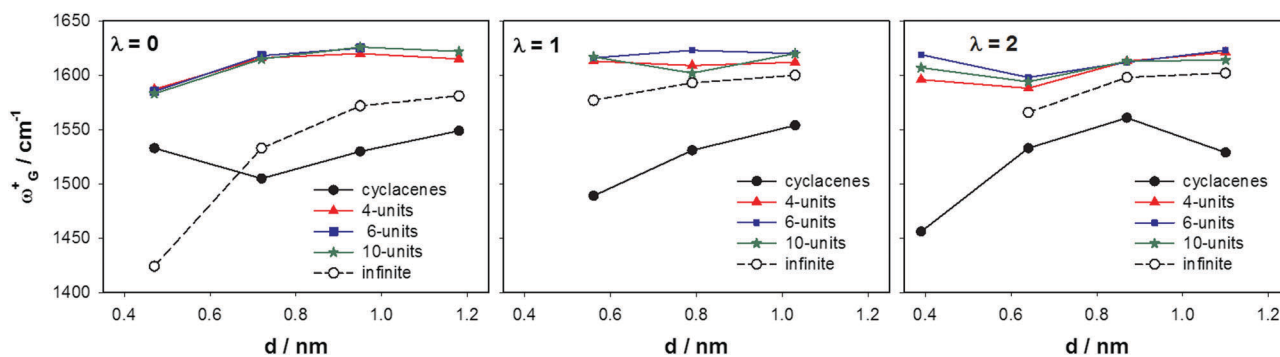 ω⁺G / cm⁻¹
1650
1600
1550
1500
1450
1400
λ = 0
cyclacenes
4-units
6-units
10-units
infinite
0.4 0.6 0.8 1.0 1.2
d / nm
λ = 1
cyclacenes
4-units
6-units
10-units
infinite
0.4 0.6 0.8 1.0 1.2
d / nm
λ = 2
cyclacenes
4-units
6-units
10-units
infinite
0.4 0.6 0.8 1.0 1.2
d / nm